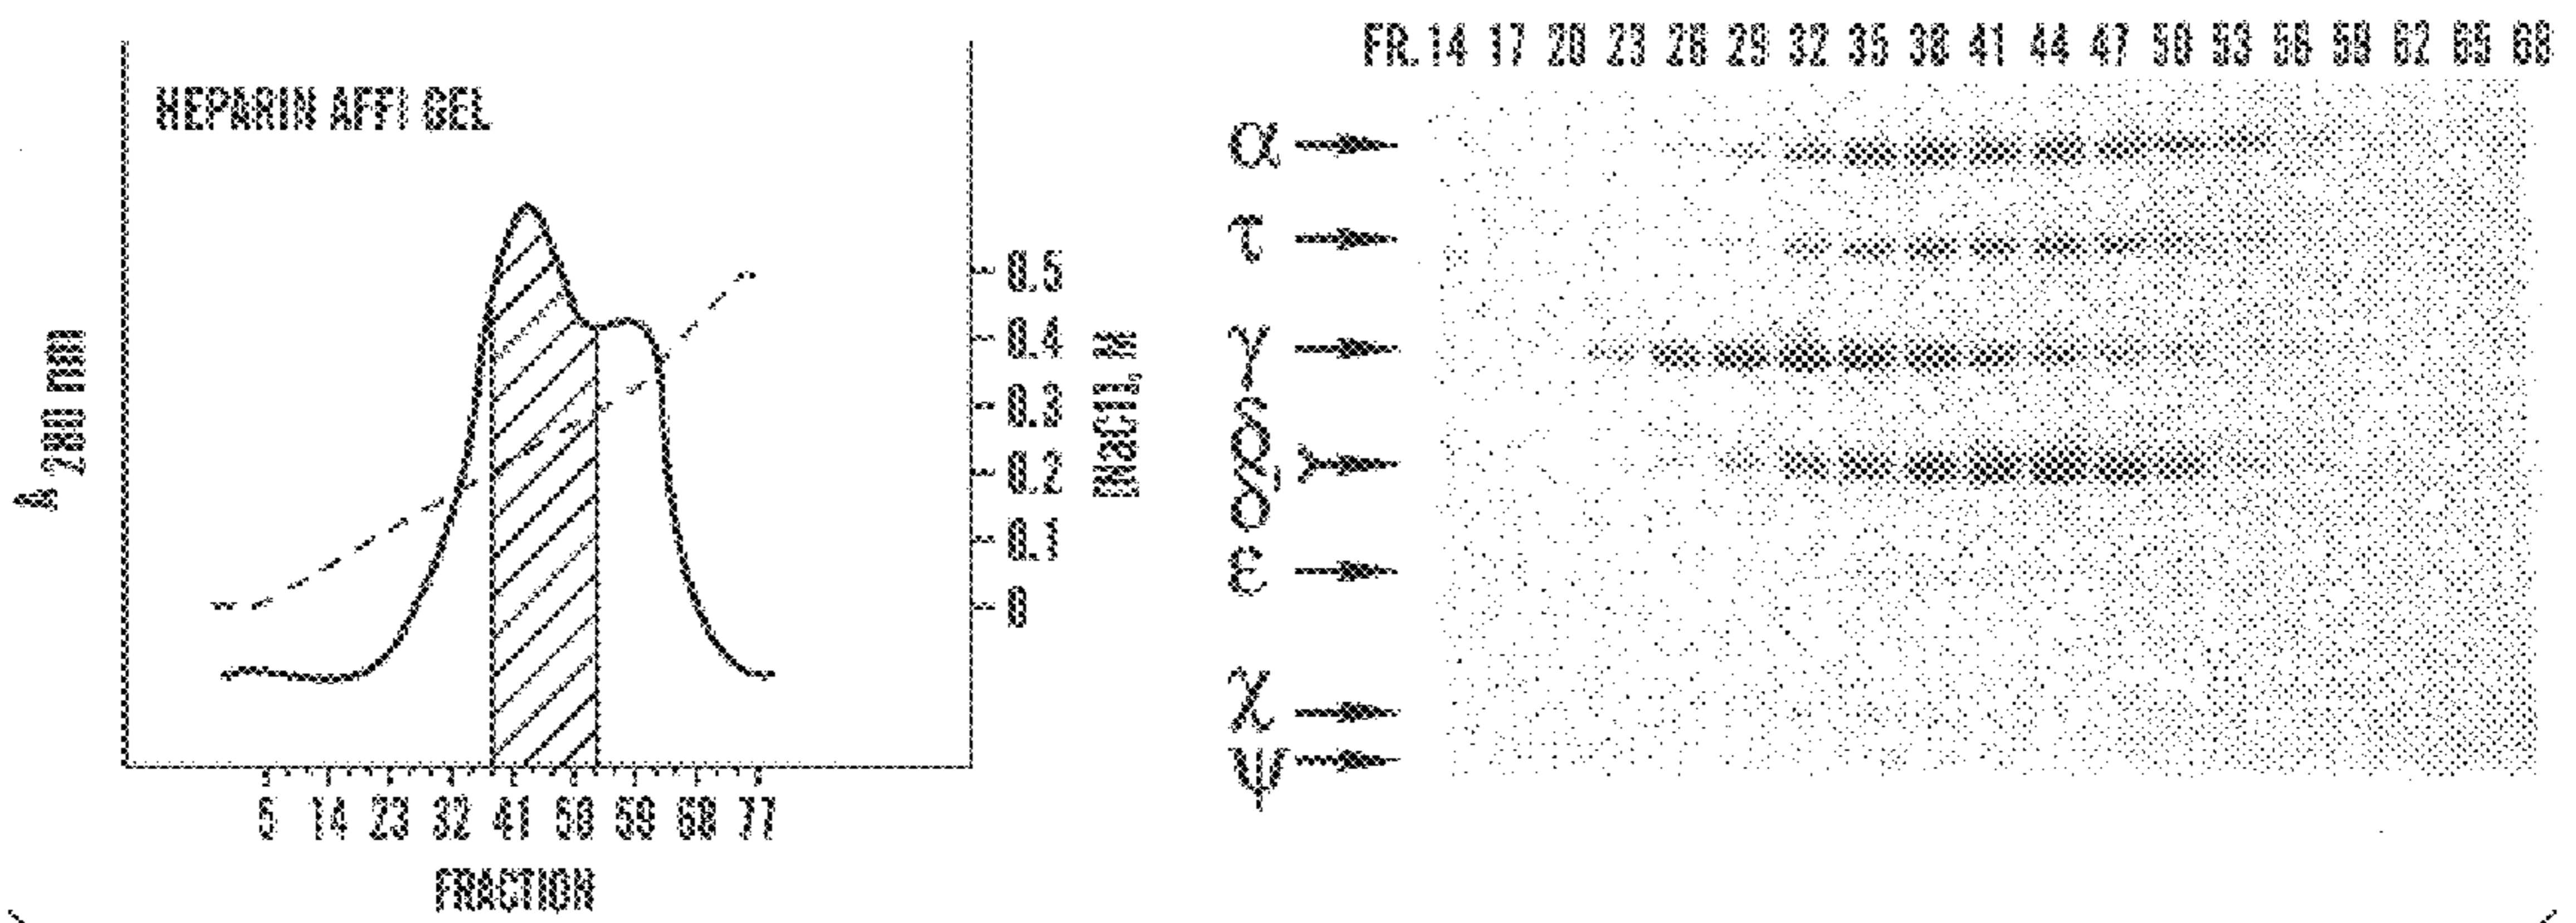 HEPARIN AFFI GEL
A 280 nm
0.5
0.4
0.3
0.2
0.1
0
[NaCl], M
5 14 23 32 41 50 59 68 77
FRACTION
FR. 14 17 20 23 26 29 32 35 38 41 44 47 50 53 56 59 62 65 68
α
τ
γ
δ
δ'
ε
χ
ψ